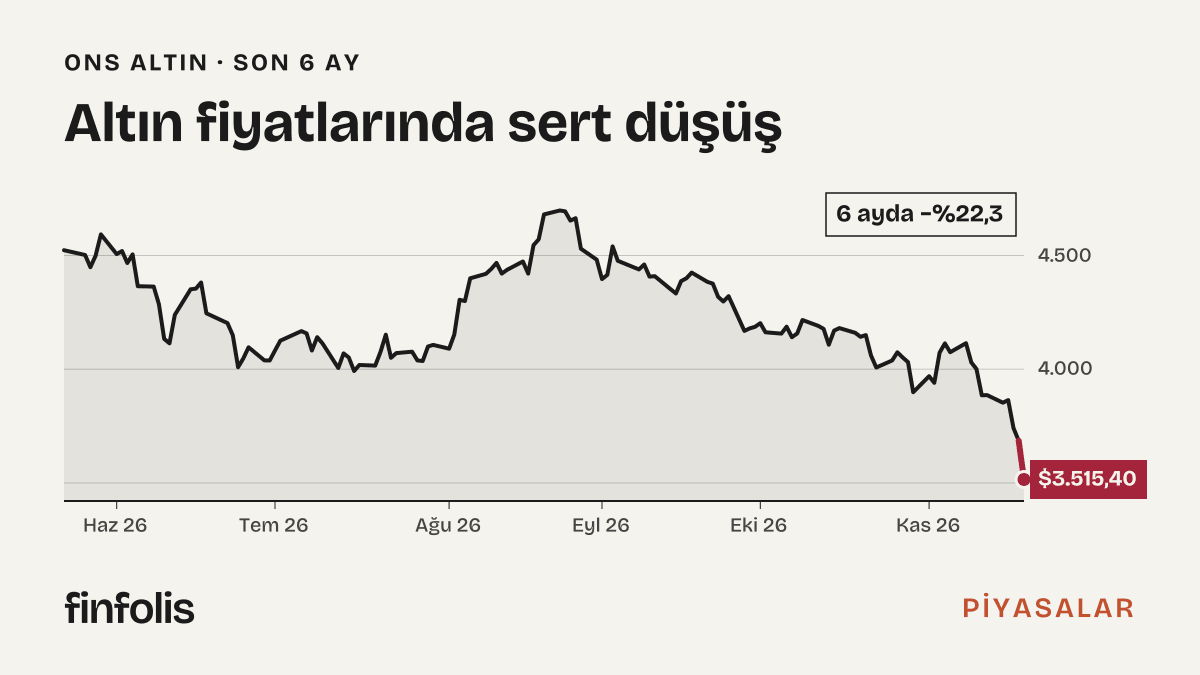 ONS ALTIN · SON 6 AY
Altın fiyatlarında sert düşüş
6 ayda -%22,3
4.500
4.000
$3.515,40
Haz 26 Tem 26 Ağu 26 Eyl 26 Eki 26 Kas 26
finfolis
PİYASALAR